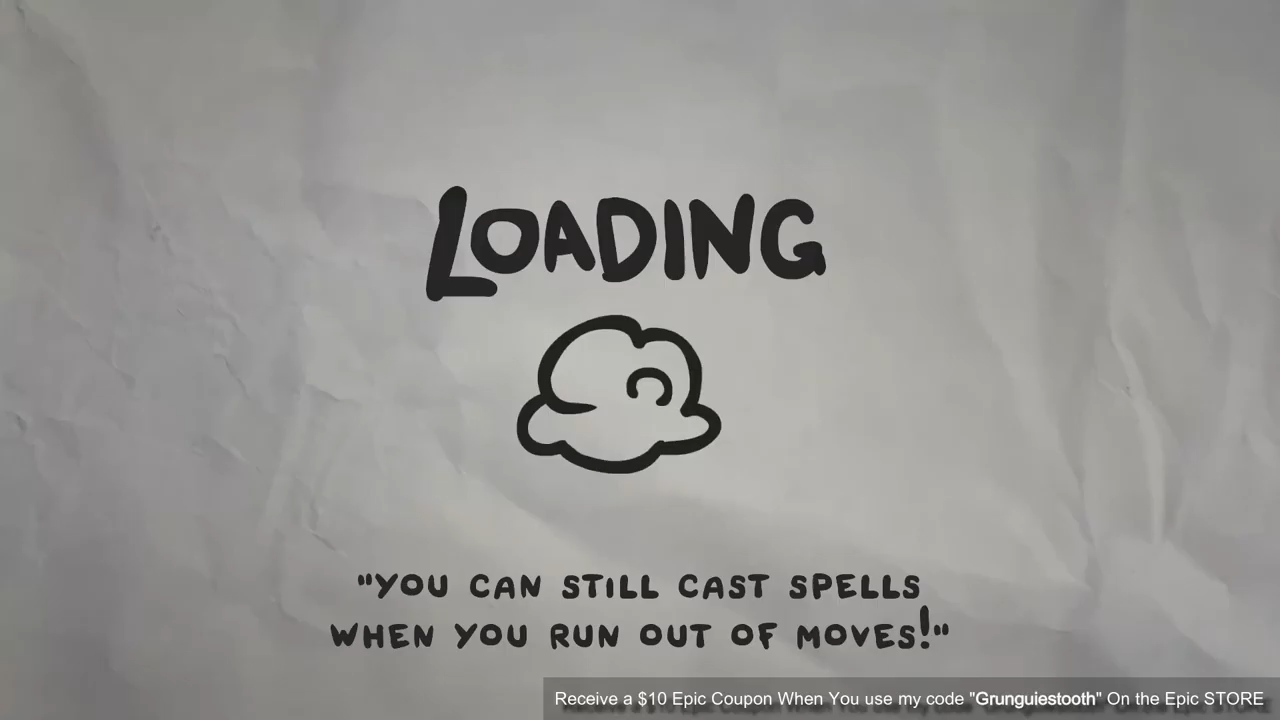 LOADING
"YOU CAN STILL CAST SPELLS
WHEN YOU RUN OUT OF MOVES!"
Receive a $10 Epic Coupon When You use my code "Grunguiestooth" On the Epic STORE